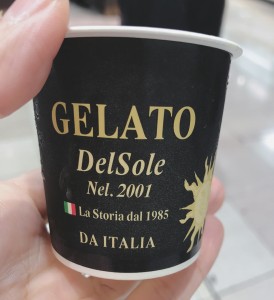 GELATO
DelSole
Nel. 2001
La Storia dal 1985
DA ITALIA